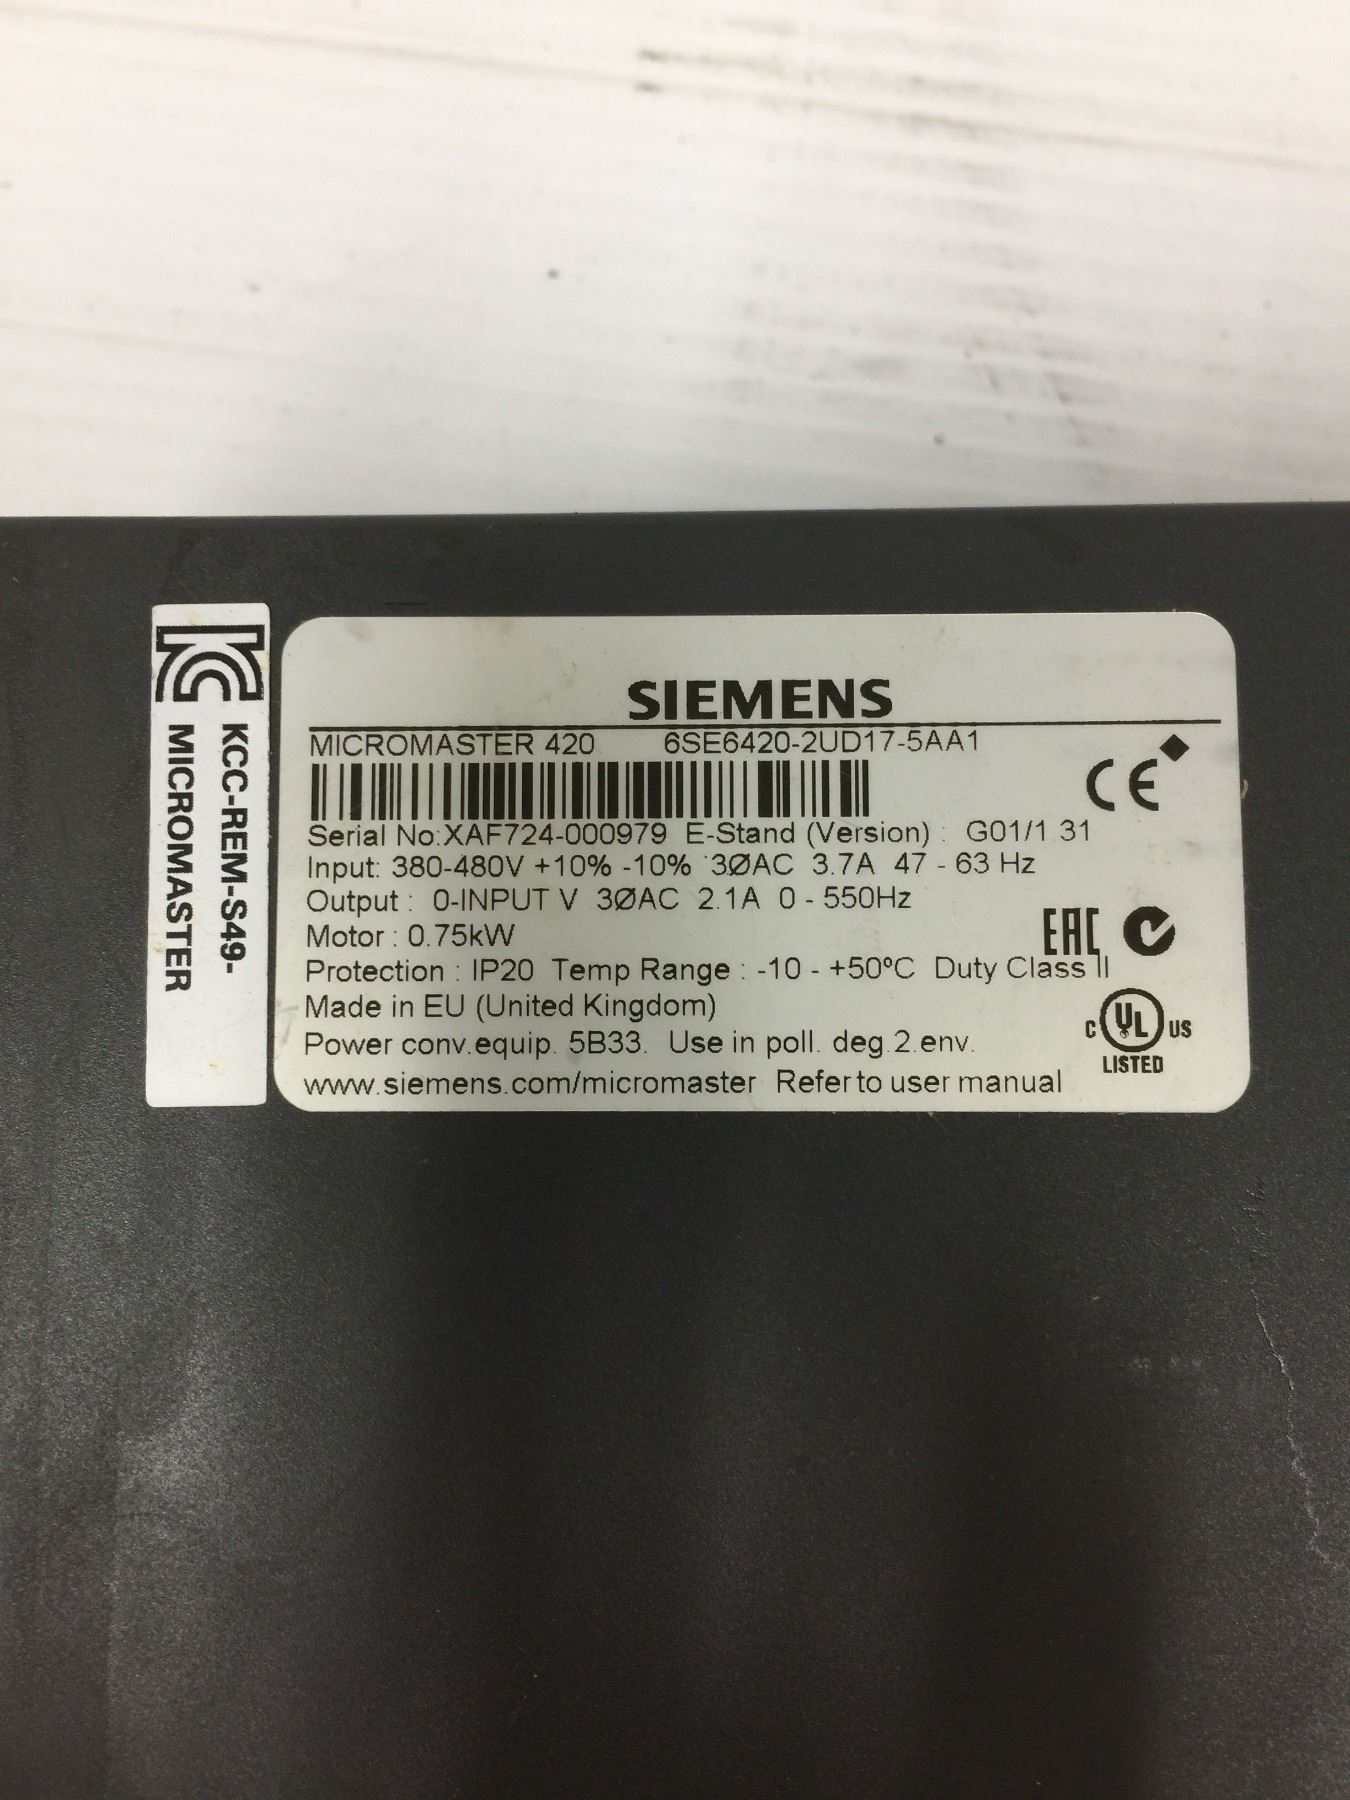 SIEMENS
MICROMASTER 420 6SE6420-2UD17-5AA1
CE
Serial No:XAF724-000979 E-Stand (Version) : G01/1.31
Input: 380-480V +10% -10% 3ØAC 3.7A 47 - 63 Hz
Output : 0-INPUT V 3ØAC 2.1A 0 - 550Hz
Motor : 0.75kW
EAC
Protection : IP20 Temp Range : -10 - +50ºC Duty Class II
Made in EU (United Kingdom)
Power conv.equip. 5B33. Use in poll. deg.2.env.
C UL US
LISTED
www.siemens.com/micromaster Refer to user manual
KC
KCC-REM-S49-
MICROMASTER